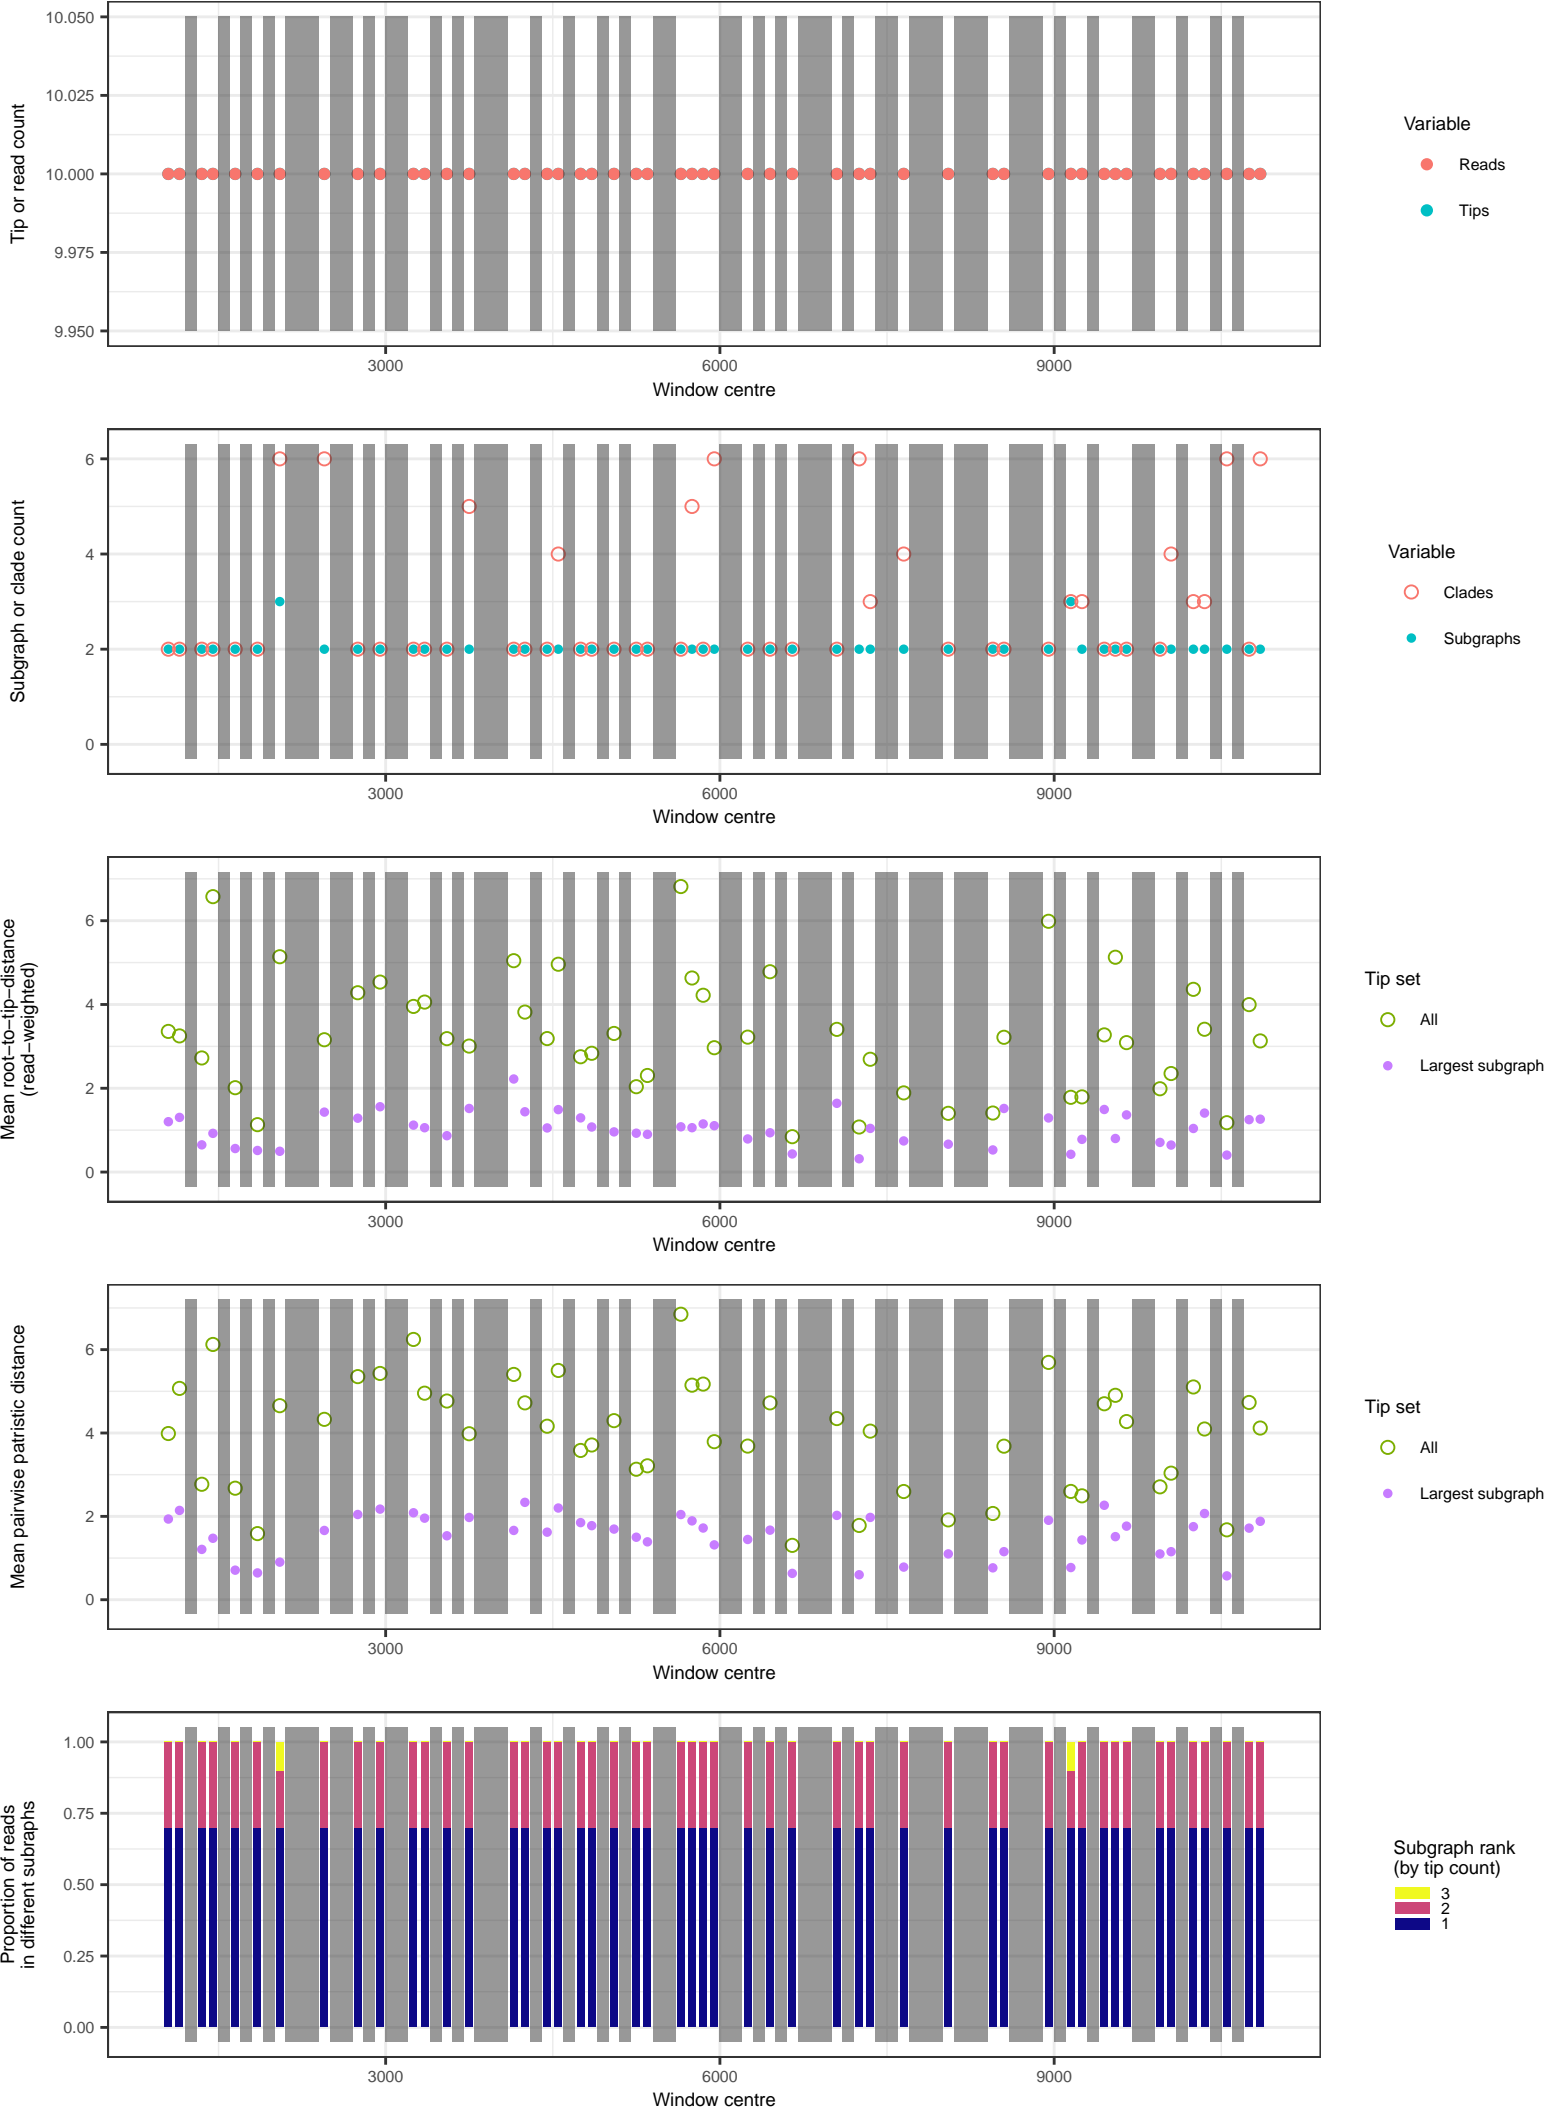 10.050
10.025
10.000
9.975
9.950
Tip or read count
3000
6000
9000
Window centre
Variable
Reads
Tips
6
4
2
0
Subgraph or clade count
3000
6000
9000
Window centre
Variable
Clades
Subgraphs
6
4
2
0
Mean root−to−tip−distance
(read−weighted)
3000
6000
9000
Window centre
Tip set
All
Largest subgraph
6
4
2
0
Mean pairwise patristic distance
3000
6000
9000
Window centre
Tip set
All
Largest subgraph
1.00
0.75
0.50
0.25
0.00
Proportion of reads
in different subraphs
3000
6000
9000
Window centre
Subgraph rank
(by tip count)
3
2
1